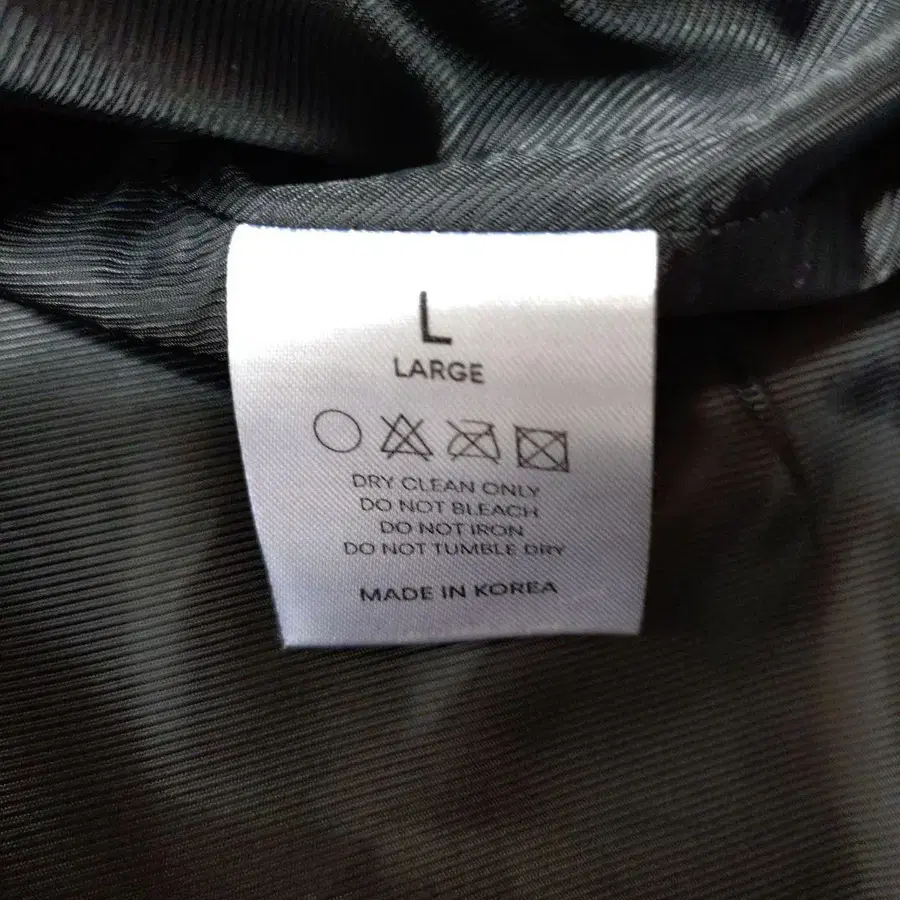 L
LARGE
DRY CLEAN ONLY
DO NOT BLEACH
DO NOT IRON
DO NOT TUMBLE DRY
MADE IN KOREA